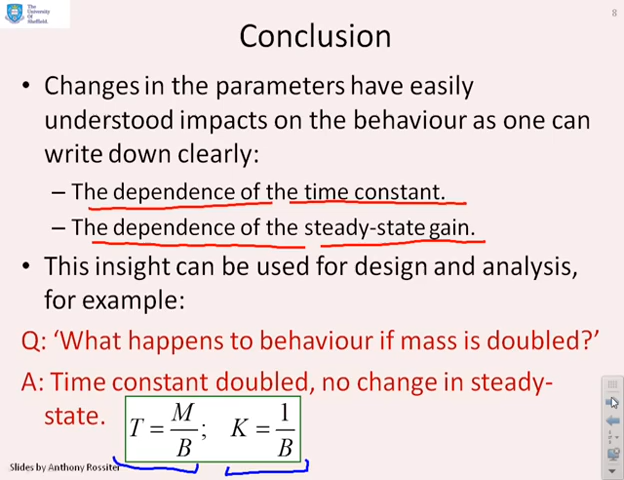 The
University
Of
Sheffield.
8
Conclusion
• Changes in the parameters have easily
understood impacts on the behaviour as one can
write down clearly:
– The dependence of the time constant.
– The dependence of the steady-state gain.
• This insight can be used for design and analysis,
for example:
Q: ‘What happens to behaviour if mass is doubled?’
A: Time constant doubled, no change in steady-
state.
T = M/B; K = 1/B
Slides by Anthony Rossiter